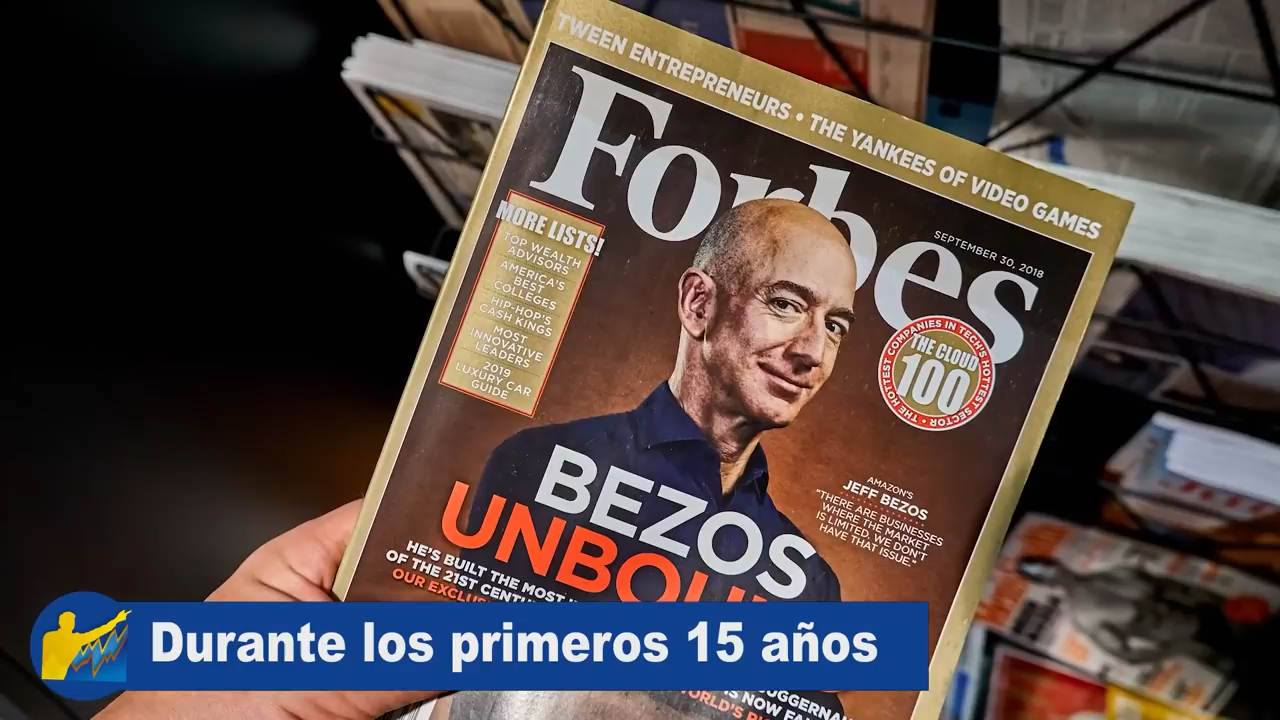 TWEEN ENTREPRENEURS • THE YANKEES OF VIDEO GAMES
Forbes
SEPTEMBER 30, 2018
MORE LISTS!
TOP WEALTH
ADVISORS
AMERICA'S
BEST
COLLEGES
HIP-HOP'S
CASH KINGS
MOST
INNOVATIVE
LEADERS
2019
LUXURY CAR
GUIDE
THE HOTTEST COMPANIES IN TECH'S HOTTEST SECTOR •
THE CLOUD
100
AMAZON'S
JEFF BEZOS
"THERE ARE BUSINESSES
WHERE THE MARKET
IS LIMITED. WE DON'T
HAVE THAT ISSUE."
BEZOS
HE'S BUILT THE MOST
OF THE 21ST
OUR
Durante los primeros 15 años
IS NOW